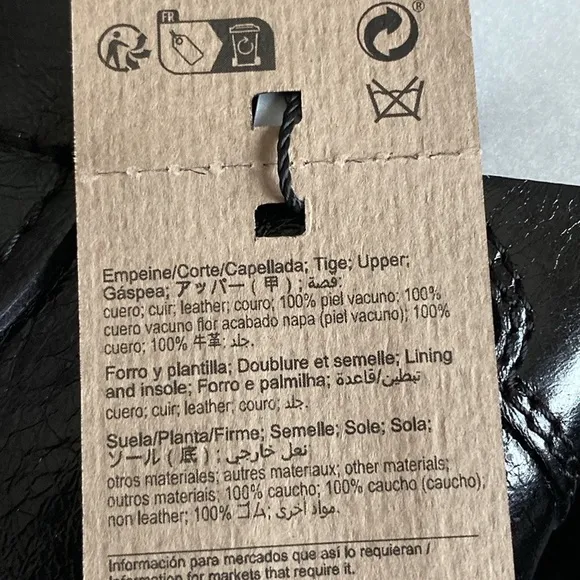 FR
®
Empeine/Corte/Capellada; Tige; Upper;
Gáspea; アッパー ( 甲 ) ; قصة;
cuero; cuir; leather; couro; 100% piel vacuno; 100%
cuero vacuno flor acabado napa (piel vacuno); 100%
cuero; 100% 牛革; جلد.
Forro y plantilla; Doublure et semelle; Lining
and insole; Forro e palmilha; تبطين/قاعدة
cuero; cuir; leather; couro; جلد.
Suela/Planta/Firme; Semelle; Sole; Sola;
ソール ( 底 ) ; نعل خارجي;
otros materiales; autres materiaux; other materials;
outros materiais; 100% caucho; 100% caucho (caucho),
non leather; 100% ゴム; مواد أخرى.
Información para mercados que así lo requieran /
Information for markets that require it.